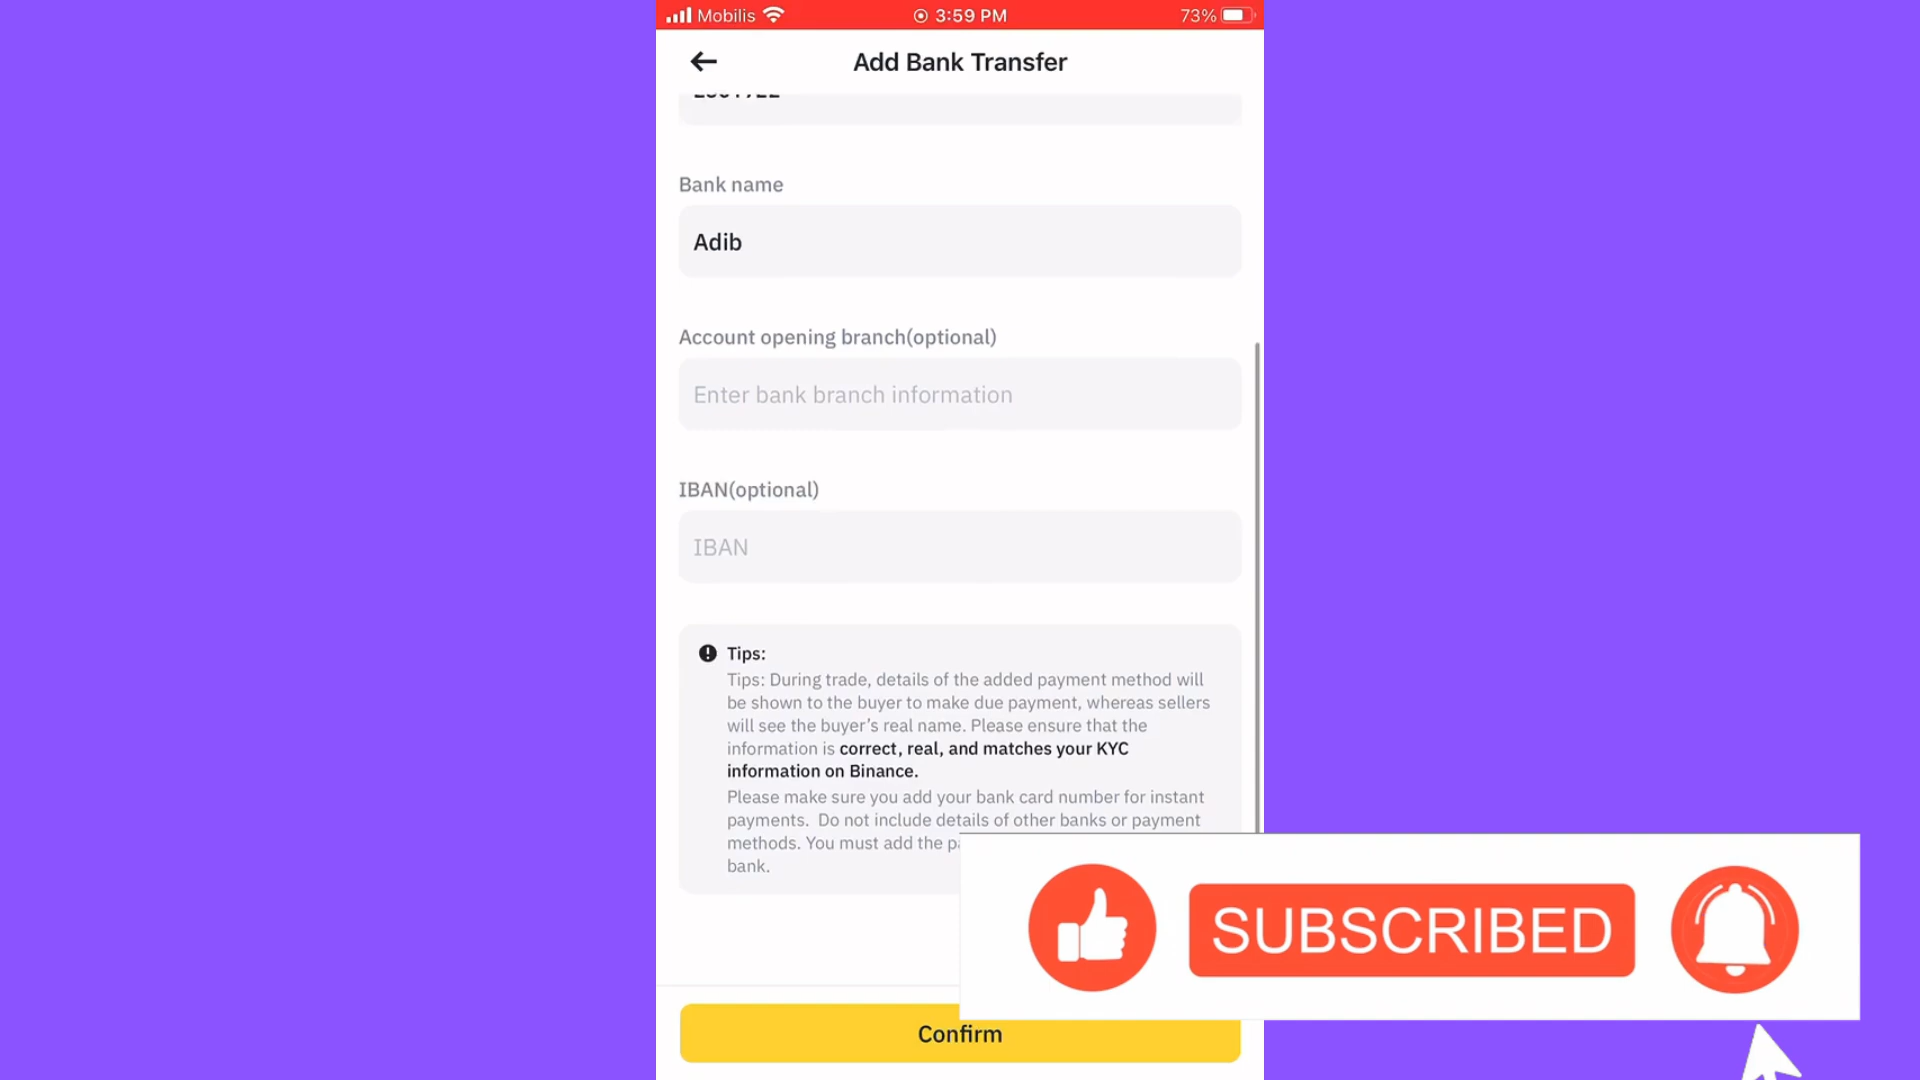 Mobilis
3:59 PM
73%
Add Bank Transfer
Bank name
Adib
Account opening branch(optional)
Enter bank branch information
IBAN(optional)
IBAN
Tips:
Tips: During trade, details of the added payment method will
be shown to the buyer to make due payment, whereas sellers
will see the buyer's real name. Please ensure that the
information is correct, real, and matches your KYC
information on Binance.
Please make sure you add your bank card number for instant
payments. Do not include details of other banks or payment
methods. You must add the
bank.
SUBSCRIBED
Confirm